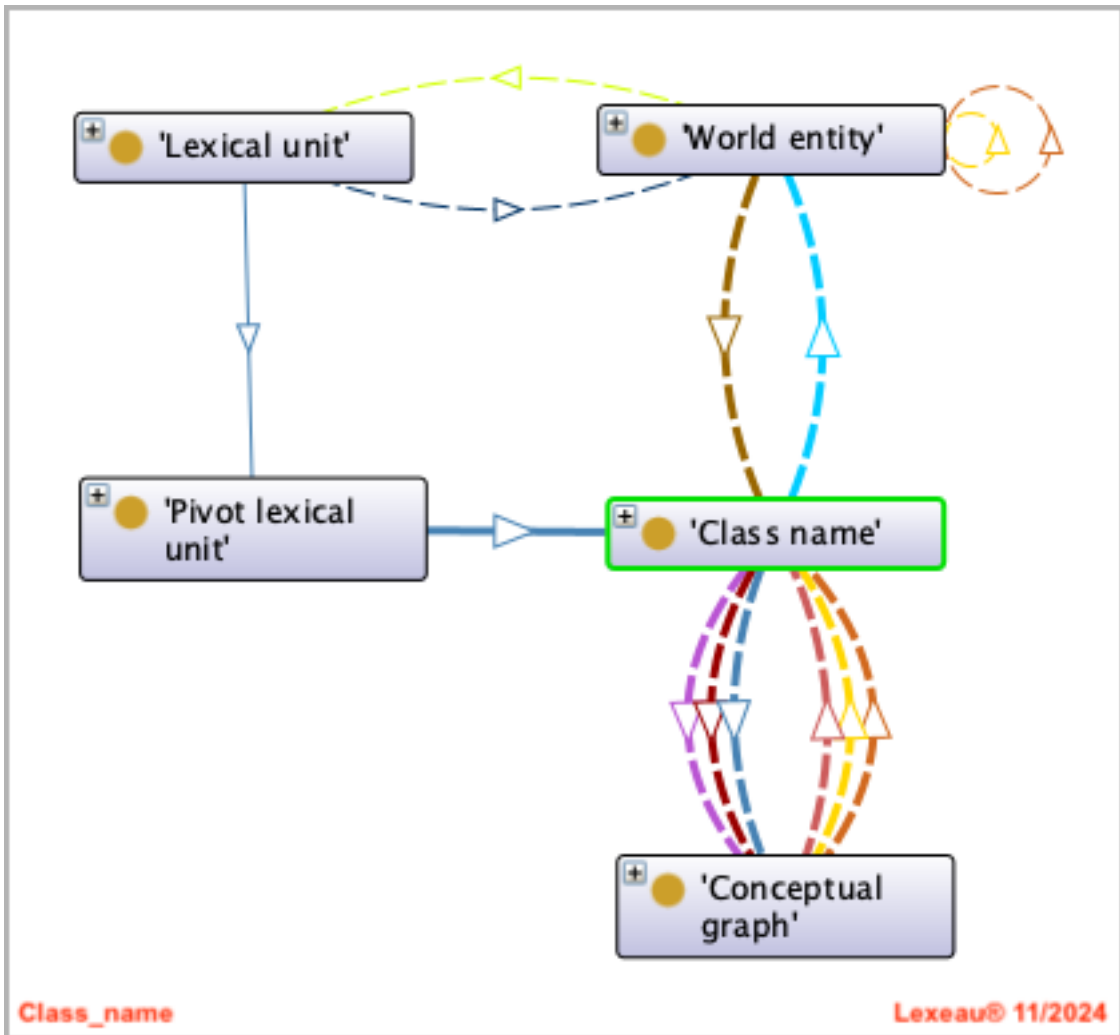 'Lexical unit'
'World entity'
'Pivot lexical
unit'
'Class name'
'Conceptual
graph'
Class_name
Lexeau® 11/2024